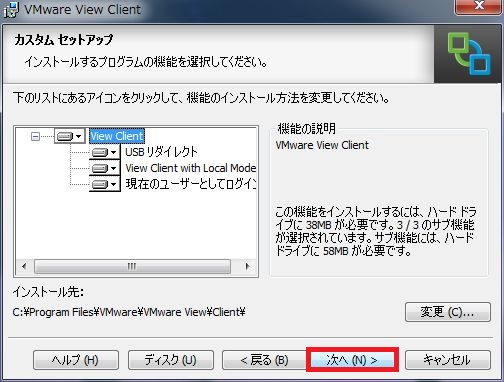 VMware View Client
カスタム セットアップ
インストールするプログラムの機能を選択してください。
下のリストにあるアイコンをクリックして、機能のインストール方法を変更してください。
View Client
USB リダイレクト
View Client with Local Mode
現在のユーザーとしてログイン
機能の説明
VMware View Client
この機能をインストールするには、ハード ドラ
イブに 38MB が必要です。3 / 3 のサブ機能
が選択されています。サブ機能には、ハード
ドライブに 58MB が必要です。
インストール先:
C:¥Program Files¥VMware¥VMware View¥Client¥
変更 (C)...
ヘルプ (H)
ディスク (U)
< 戻る (B)
次へ (N) >
キャンセル